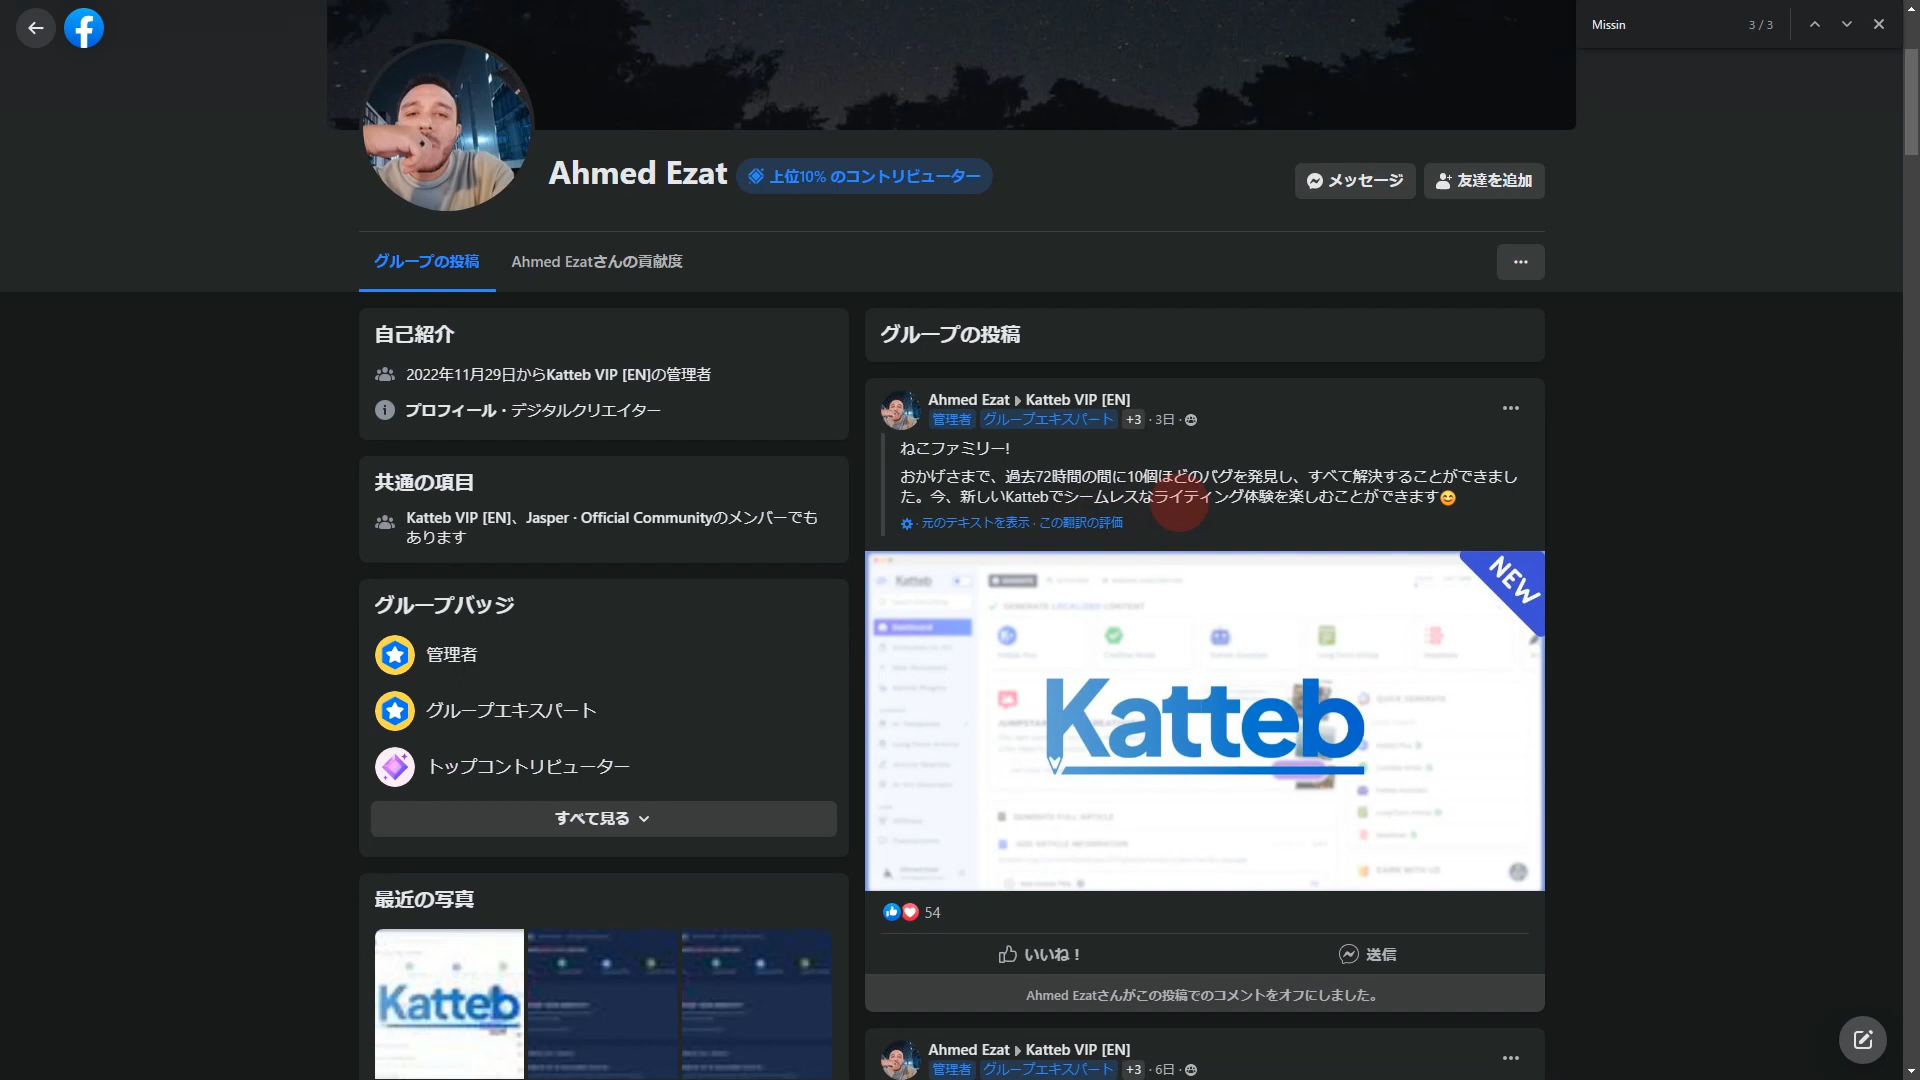 Missin
3 / 3
Ahmed Ezat
上位10% のコントリビューター
メッセージ
友達を追加
グループの投稿
Ahmed Ezatさんの貢献度
自己紹介
2022年11月29日からKatteb VIP [EN]の管理者
プロフィール・デジタルクリエイター
共通の項目
Katteb VIP [EN]、Jasper · Official Communityのメンバーでも
あります
グループバッジ
管理者
グループエキスパート
トップコントリビューター
すべて見る
最近の写真
Katteb
グループの投稿
Ahmed Ezat Katteb VIP [EN]
管理者 グループエキスパート +3 · 3日 ·
ねこファミリー!
おかげさまで、過去72時間の間に10個ほどのバグを発見し、すべて解決することができまし
た。今、新しいKattebでシームレスなライティング体験を楽しむことができます😊
· 元のテキストを表示 · この翻訳の評価
NEW
Katteb
Dashboard
GENERATE LOCALIZED CONTENT
QUICK GENERATE
GENERATE FULL ARTICLE
ADD ARTICLE INFORMATION
EARN WITH US
Katteb
54
いいね！
送信
Ahmed Ezatさんがこの投稿でのコメントをオフにしました。
Ahmed Ezat Katteb VIP [EN]
管理者 グループエキスパート +3 · 6日 ·